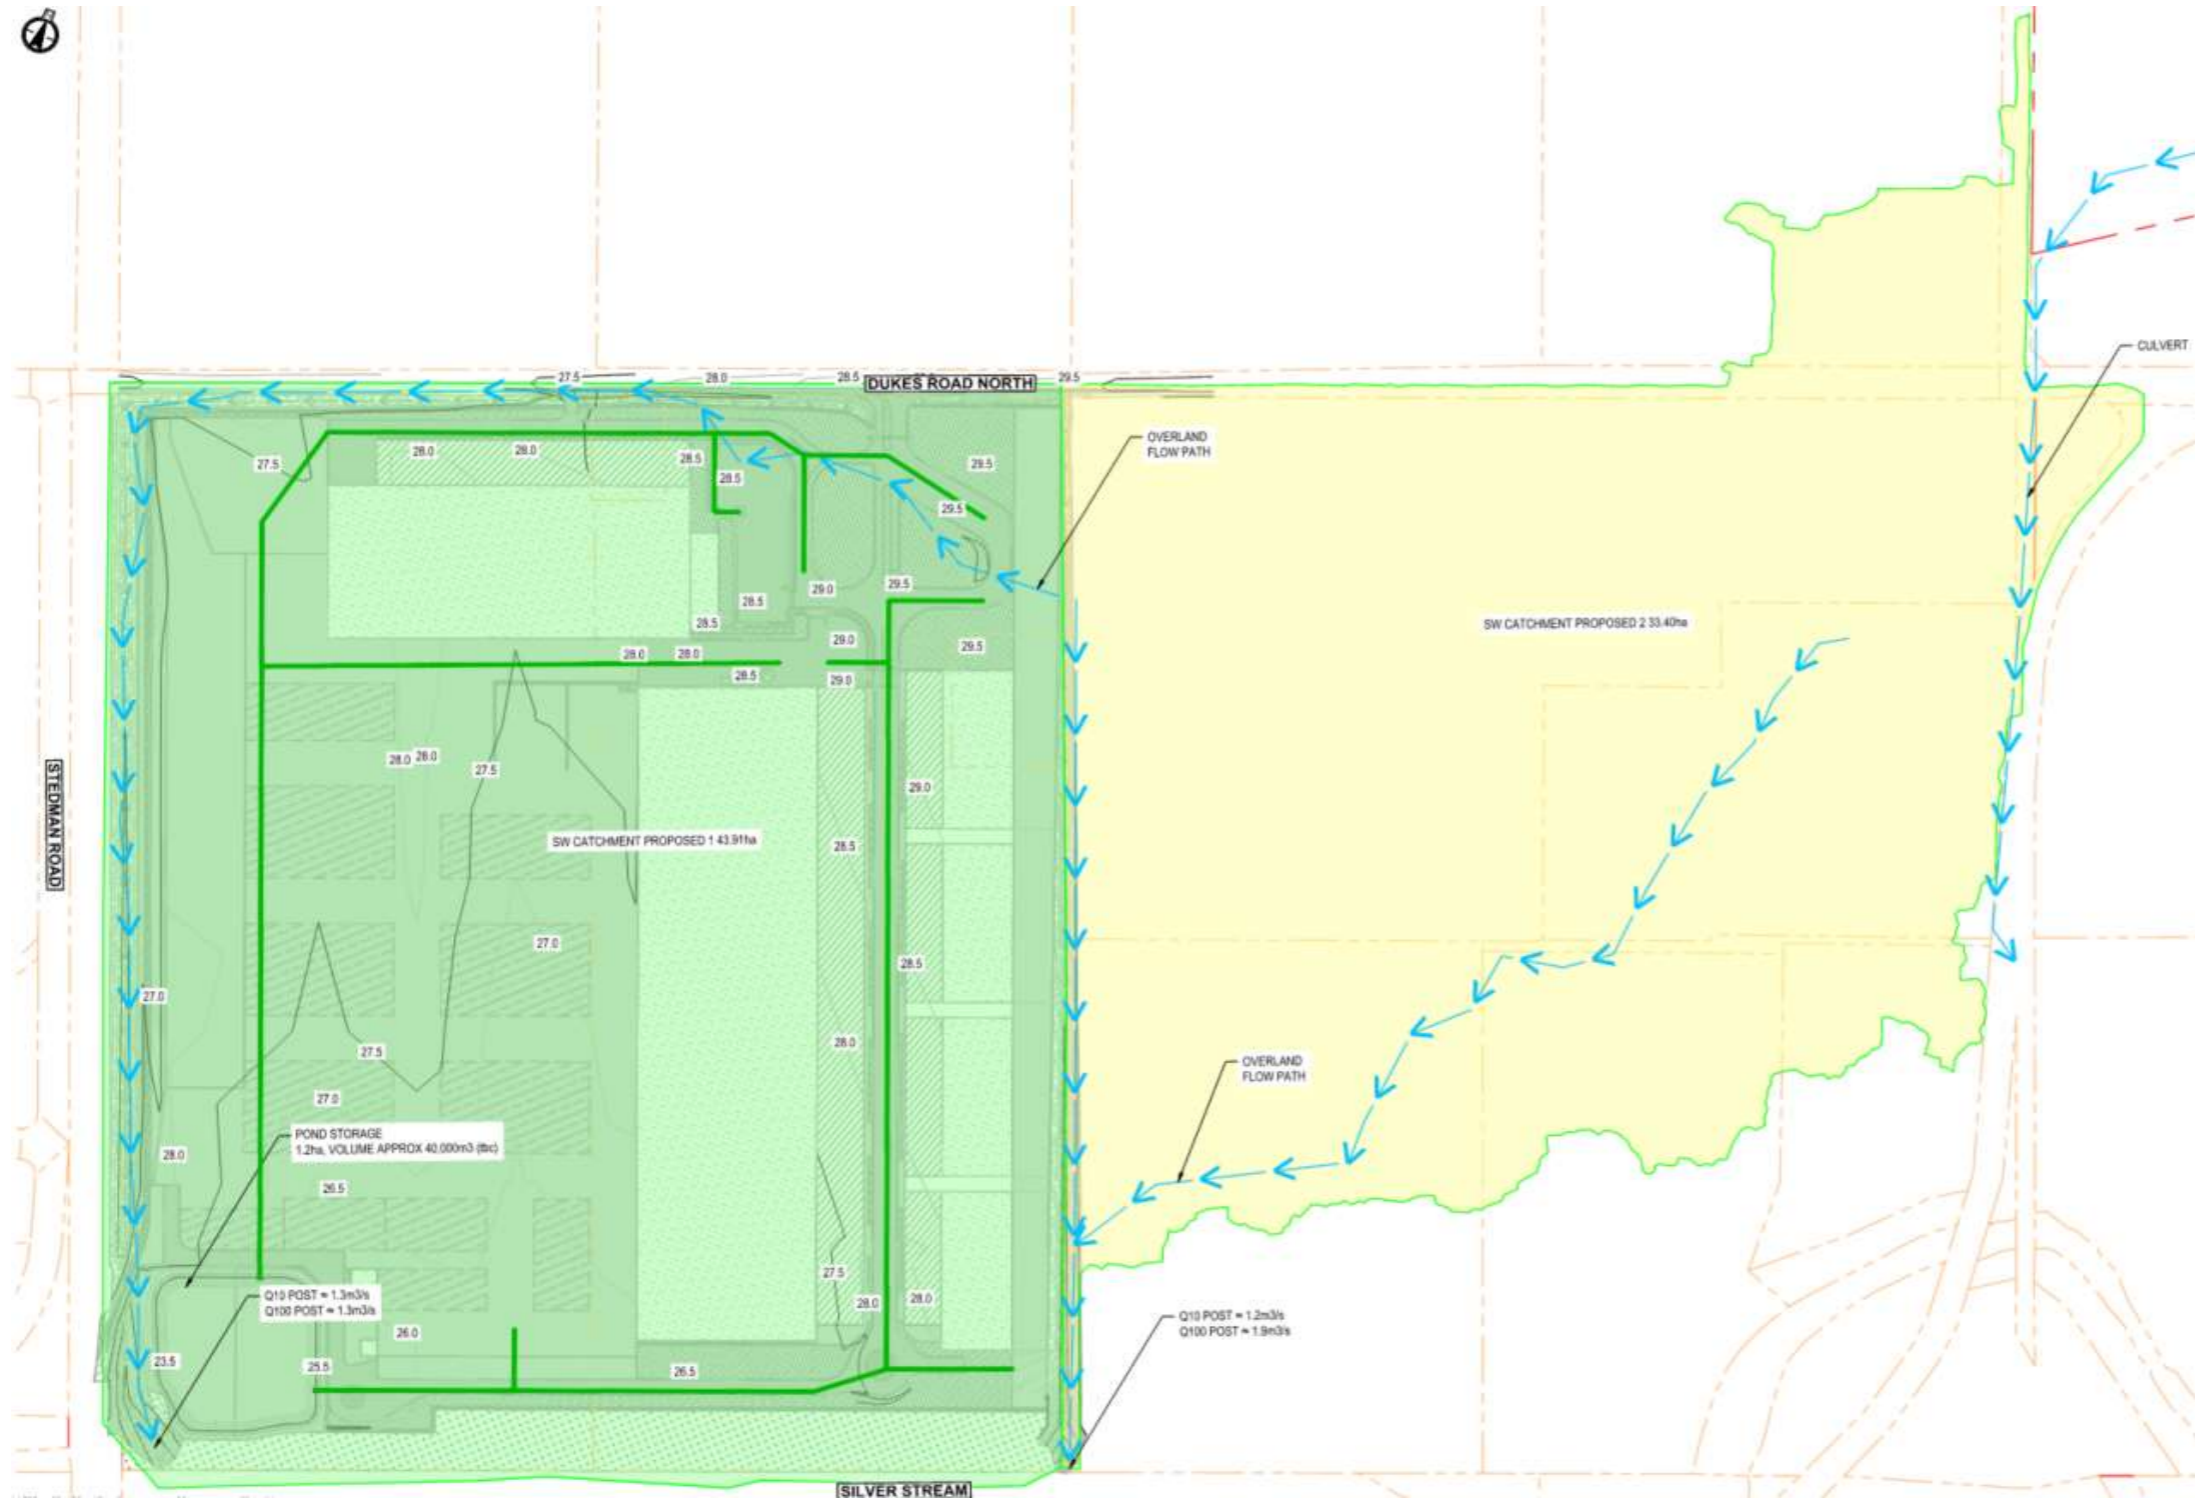 CULVERT
27.5
28.0
28.5
DUKES ROAD NORTH
29.5
OVERLAND
FLOW PATH
28.0
28.0
28.5
29.5
27.5
28.5
29.5
29.5
29.0
28.5
28.5
29.0
29.5
SW CATCHMENT PROPOSED 2 33.40ha
28.0
28.0
28.5
29.0
28.0
28.0
27.5
29.0
STEDMAN ROAD
SW CATCHMENT PROPOSED 1 43.91ha
28.5
27.0
28.5
27.0
28.0
27.5
OVERLAND
FLOW PATH
27.0
POND STORAGE
1.2ha, VOLUME APPROX 40,000m3 (tbc)
28.0
26.5
27.5
Q10 POST = 1.3m3/s
Q100 POST = 1.3m3/s
28.0
28.0
Q10 POST = 1.2m3/s
Q100 POST = 1.9m3/s
26.0
23.5
25.5
26.5
SILVER STREAM